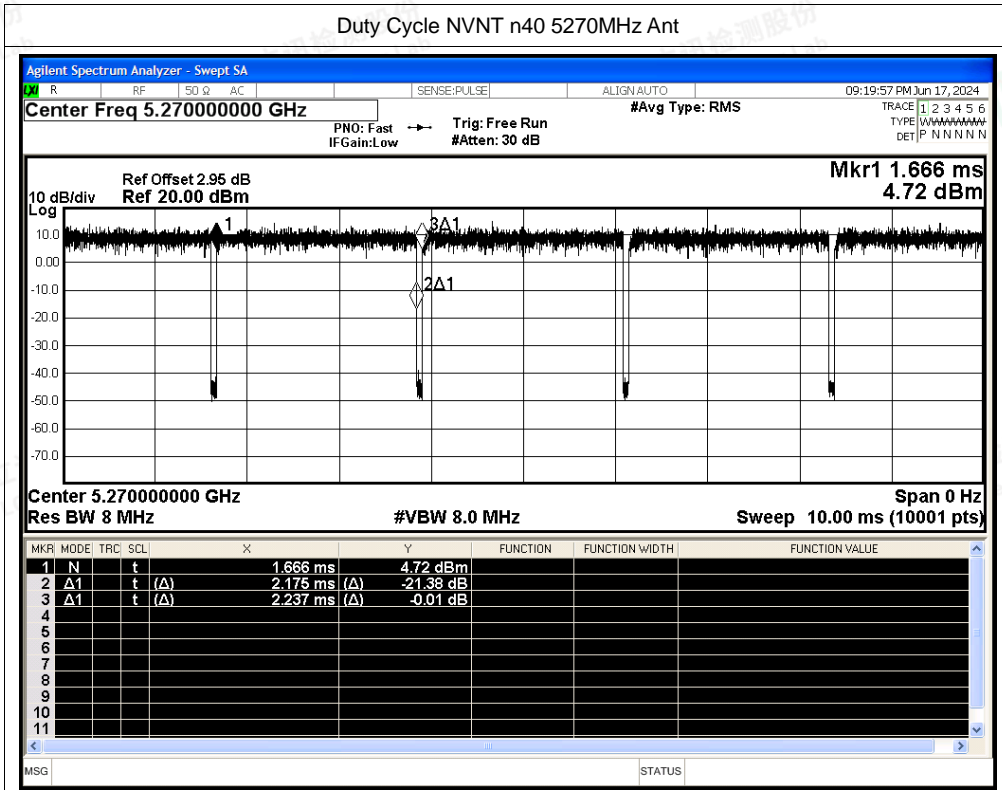 Duty Cycle NVNT n40 5270MHz Ant
Agilent Spectrum Analyzer - Swept SA
LXI R RF 50 Ω AC SENSE:PULSE ALIGN AUTO 09:19:57 PM Jun 17, 2024
Center Freq 5.270000000 GHz #Avg Type: RMS TRACE 1 2 3 4 5 6
PNO: Fast Trig: Free Run TYPE WWWWWW
IFGain:Low #Atten: 30 dB DET P N N N N N
Mkr1 1.666 ms
Ref Offset 2.95 dB
10 dB/div Ref 20.00 dBm 4.72 dBm
Log
10.0
0.00
-10.0
-20.0
-30.0
-40.0
-50.0
-60.0
-70.0
1
3Δ1
2Δ1
Center 5.270000000 GHz Span 0 Hz
Res BW 8 MHz #VBW 8.0 MHz Sweep 10.00 ms (10001 pts)
MKR MODE TRC SCL X Y FUNCTION FUNCTION WIDTH FUNCTION VALUE
1 N t 1.666 ms 4.72 dBm
2 Δ1 t (Δ) 2.175 ms (Δ) -21.38 dB
3 Δ1 t (Δ) 2.237 ms (Δ) -0.01 dB
4
5
6
7
8
9
10
11
MSG STATUS